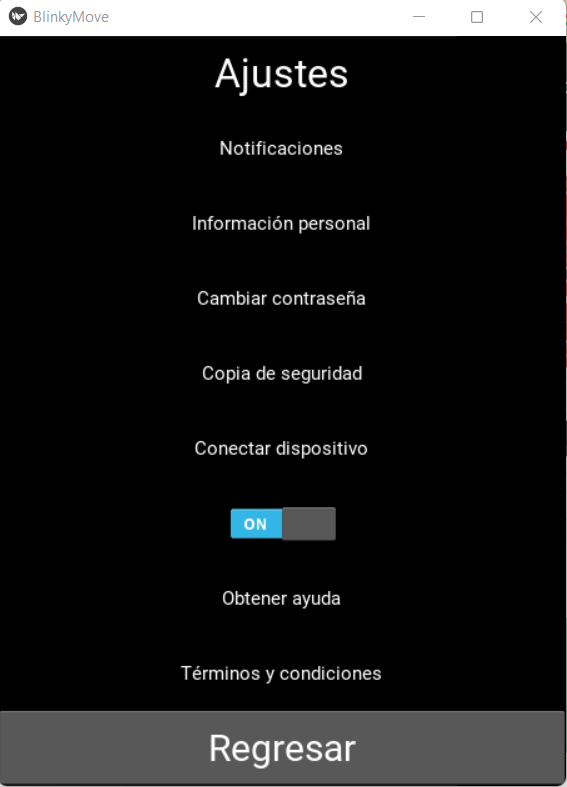 BlinkyMove
Ajustes
Notificaciones
Información personal
Cambiar contraseña
Copia de seguridad
Conectar dispositivo
ON
Obtener ayuda
Términos y condiciones
Regresar